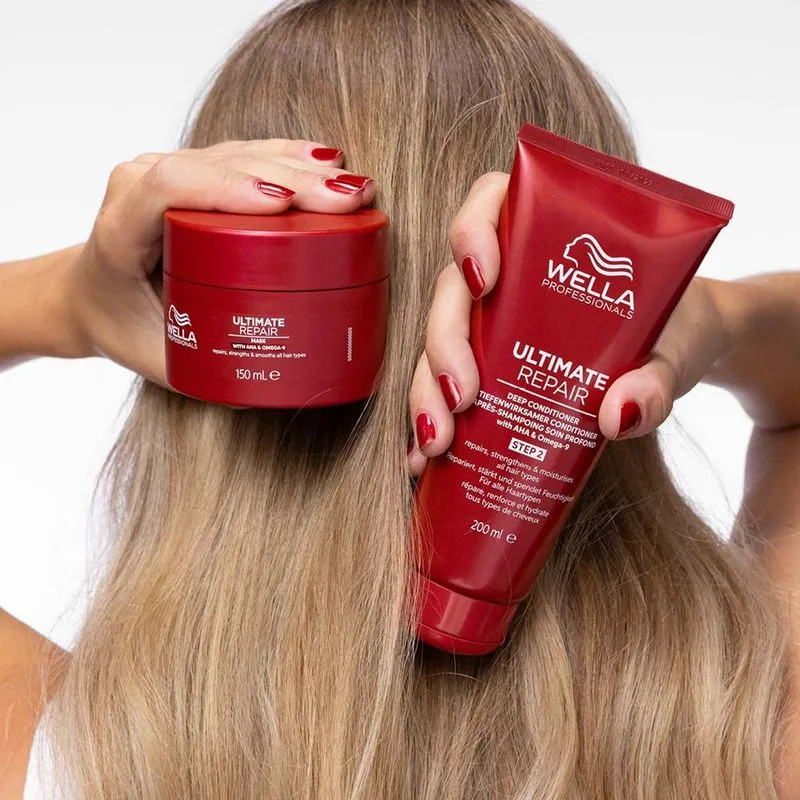 WELLA
PROFESSIONALS
ULTIMATE
REPAIR
MASK
WITH AHA & OMEGA-9
repairs, strengthens & smooths all hair types
150 mL e
WELLA
PROFESSIONALS
ULTIMATE
REPAIR
DEEP CONDITIONER
TIEFENWIRKSAMER CONDITIONER
APRÈS-SHAMPOING SOIN PROFOND
with AHA & Omega-9
STEP 2
repairs, strengthens & moisturises
all hair types
Repariert, stärkt und spendet Feuchtigkeit
Für alle Haartypen
répare, renforce et hydrate
tous types de cheveux
200 ml e